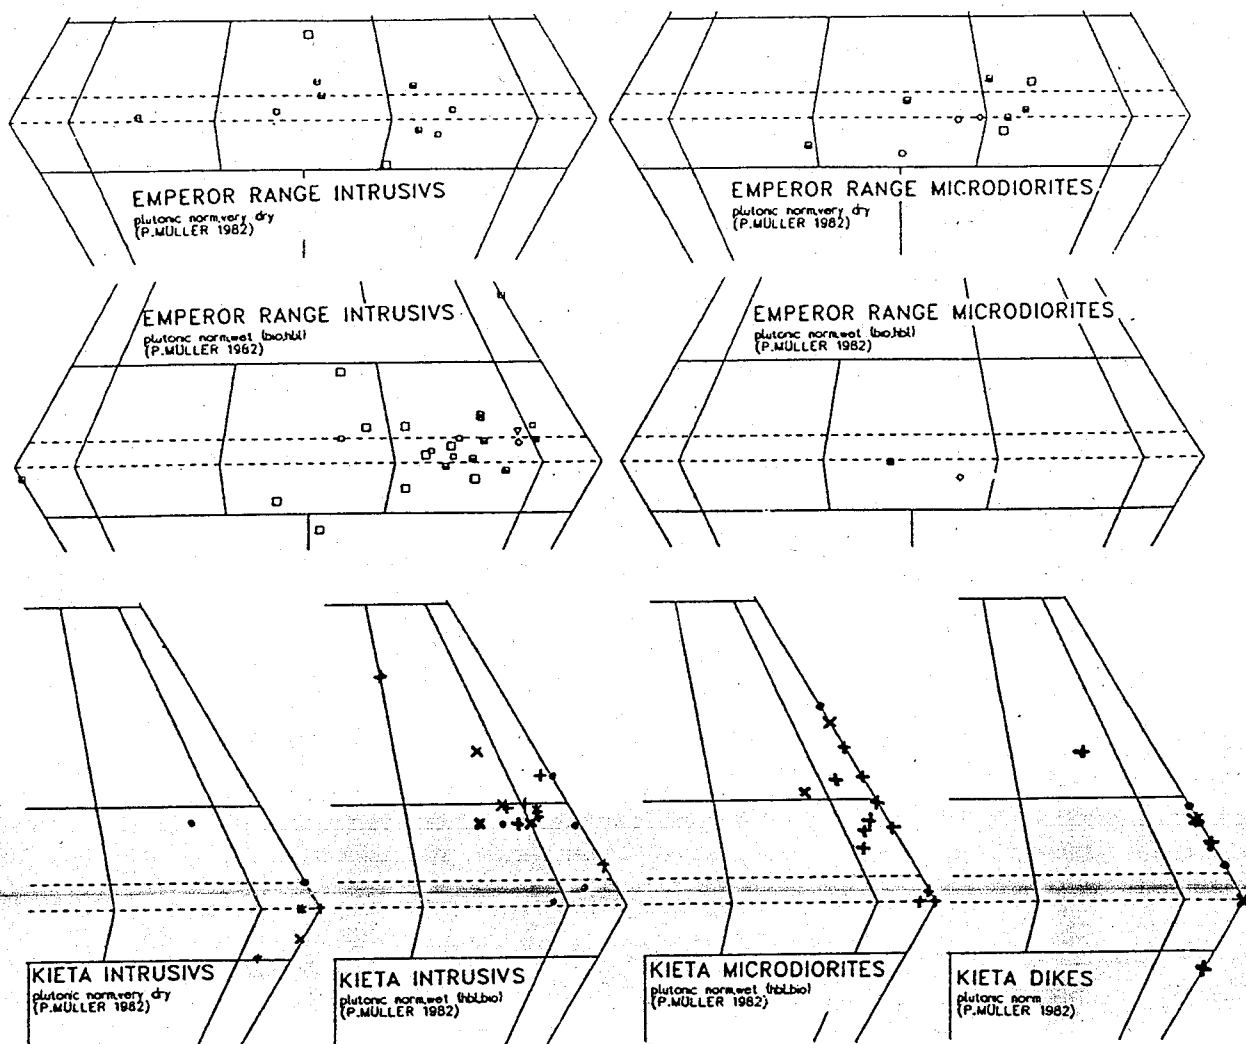 EMPEROR RANGE INTRUSIVS
plutonic norm,very dry
(P.MÜLLER 1982)
EMPEROR RANGE MICRODIORITES
plutonic norm,very dry
(P.MÜLLER 1982)
EMPEROR RANGE INTRUSIVS
plutonic norm,wet (bio,hbl)
(P.MÜLLER 1982)
EMPEROR RANGE MICRODIORITES
plutonic norm,wet (bio,hbl)
(P.MÜLLER 1982)
KIETA INTRUSIVS
plutonic norm,very dry
(P.MÜLLER 1982)
KIETA INTRUSIVS
plutonic norm,wet (hbl,bio)
(P.MÜLLER 1982)
KIETA MICRODIORITES
plutonic norm,wet (hbl,bio)
(P.MÜLLER 1982)
KIETA DIKES
plutonic norm
(P.MÜLLER 1982)